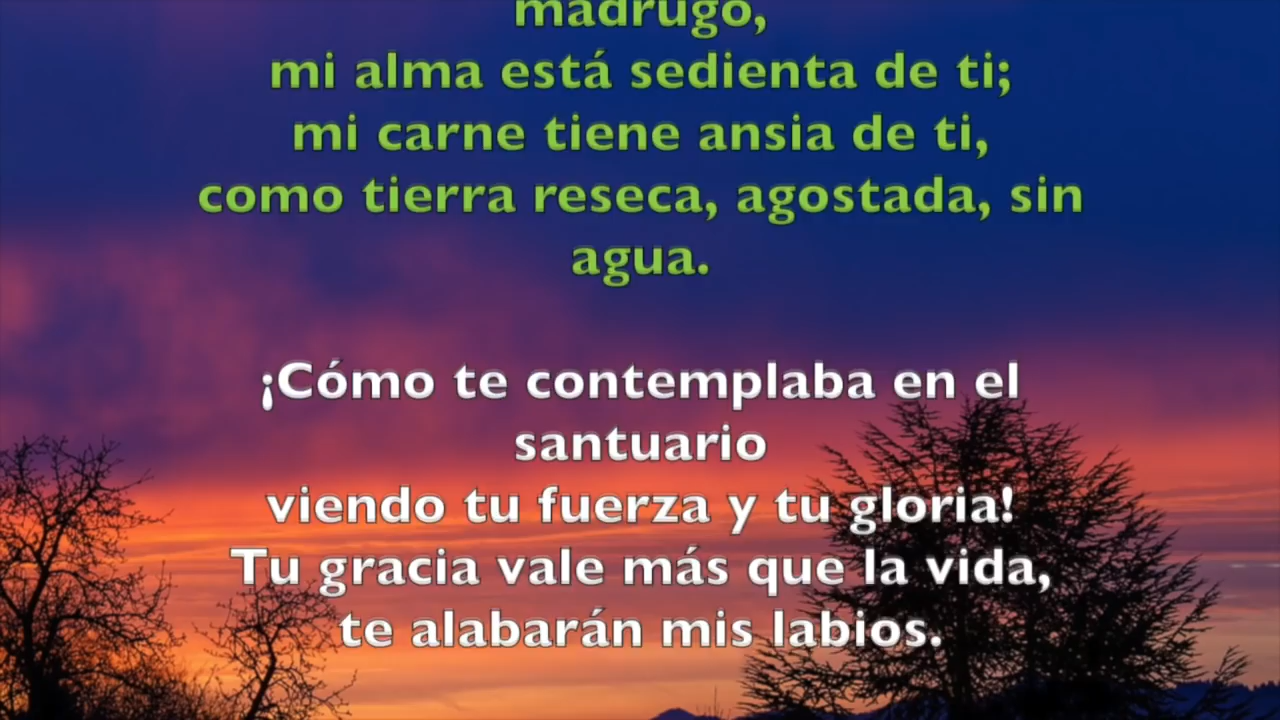 madrugo,
mi alma está sedienta de ti;
mi carne tiene ansia de ti,
como tierra reseca, agostada, sin
agua.
¡Cómo te contemplaba en el
santuario
viendo tu fuerza y tu gloria!
Tu gracia vale más que la vida,
te alabarán mis labios.